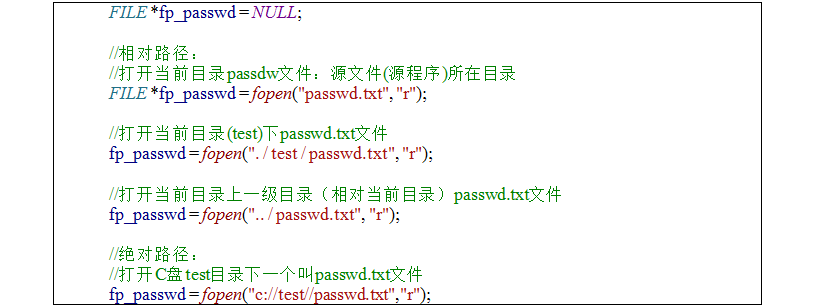 FILE *fp_passwd = NULL;
//相对路径：
//打开当前目录passdw文件：源文件(源程序)所在目录
FILE *fp_passwd = fopen("passwd.txt", "r");
//打开当前目录(test)下passwd.txt文件
fp_passwd = fopen(". / test / passwd.txt", "r");
//打开当前目录上一级目录（相对当前目录）passwd.txt文件
fp_passwd = fopen(".. / passwd.txt", "r");
//绝对路径：
//打开C盘test目录下一个叫passwd.txt文件
fp_passwd = fopen("c://test//passwd.txt","r");